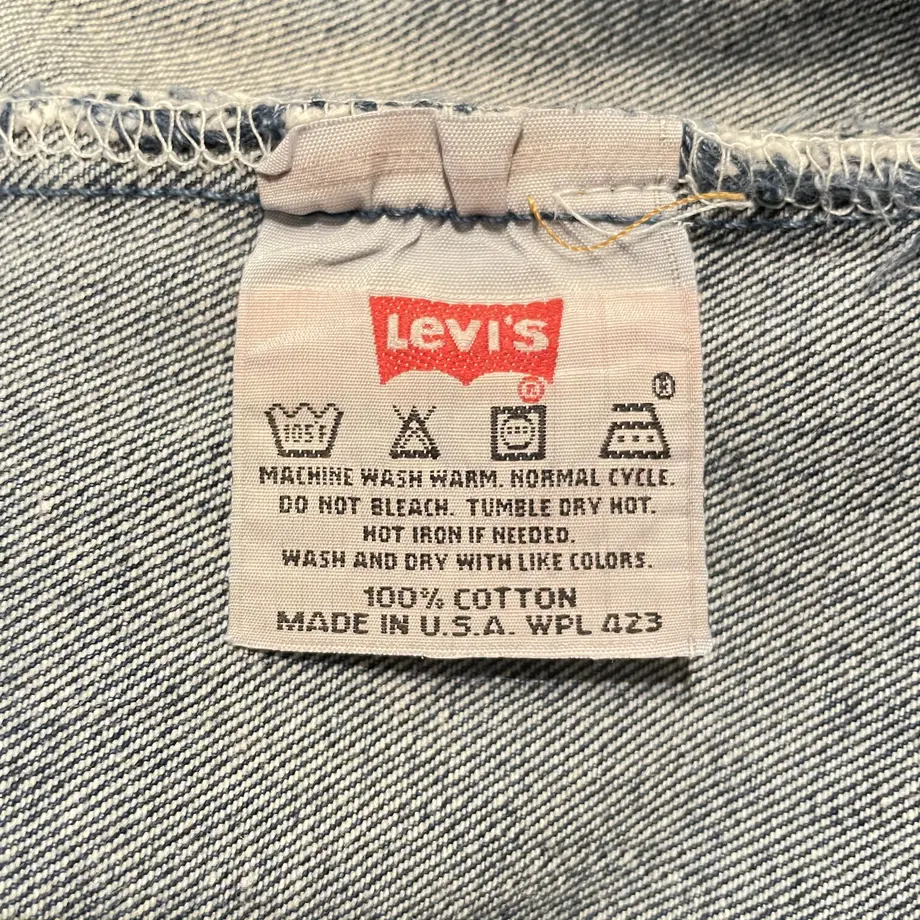 Levi's
®
K
105F
MACHINE WASH WARM. NORMAL CYCLE.
DO NOT BLEACH. TUMBLE DRY HOT.
HOT IRON IF NEEDED.
WASH AND DRY WITH LIKE COLORS.
100% COTTON
MADE IN U.S.A. WPL 423